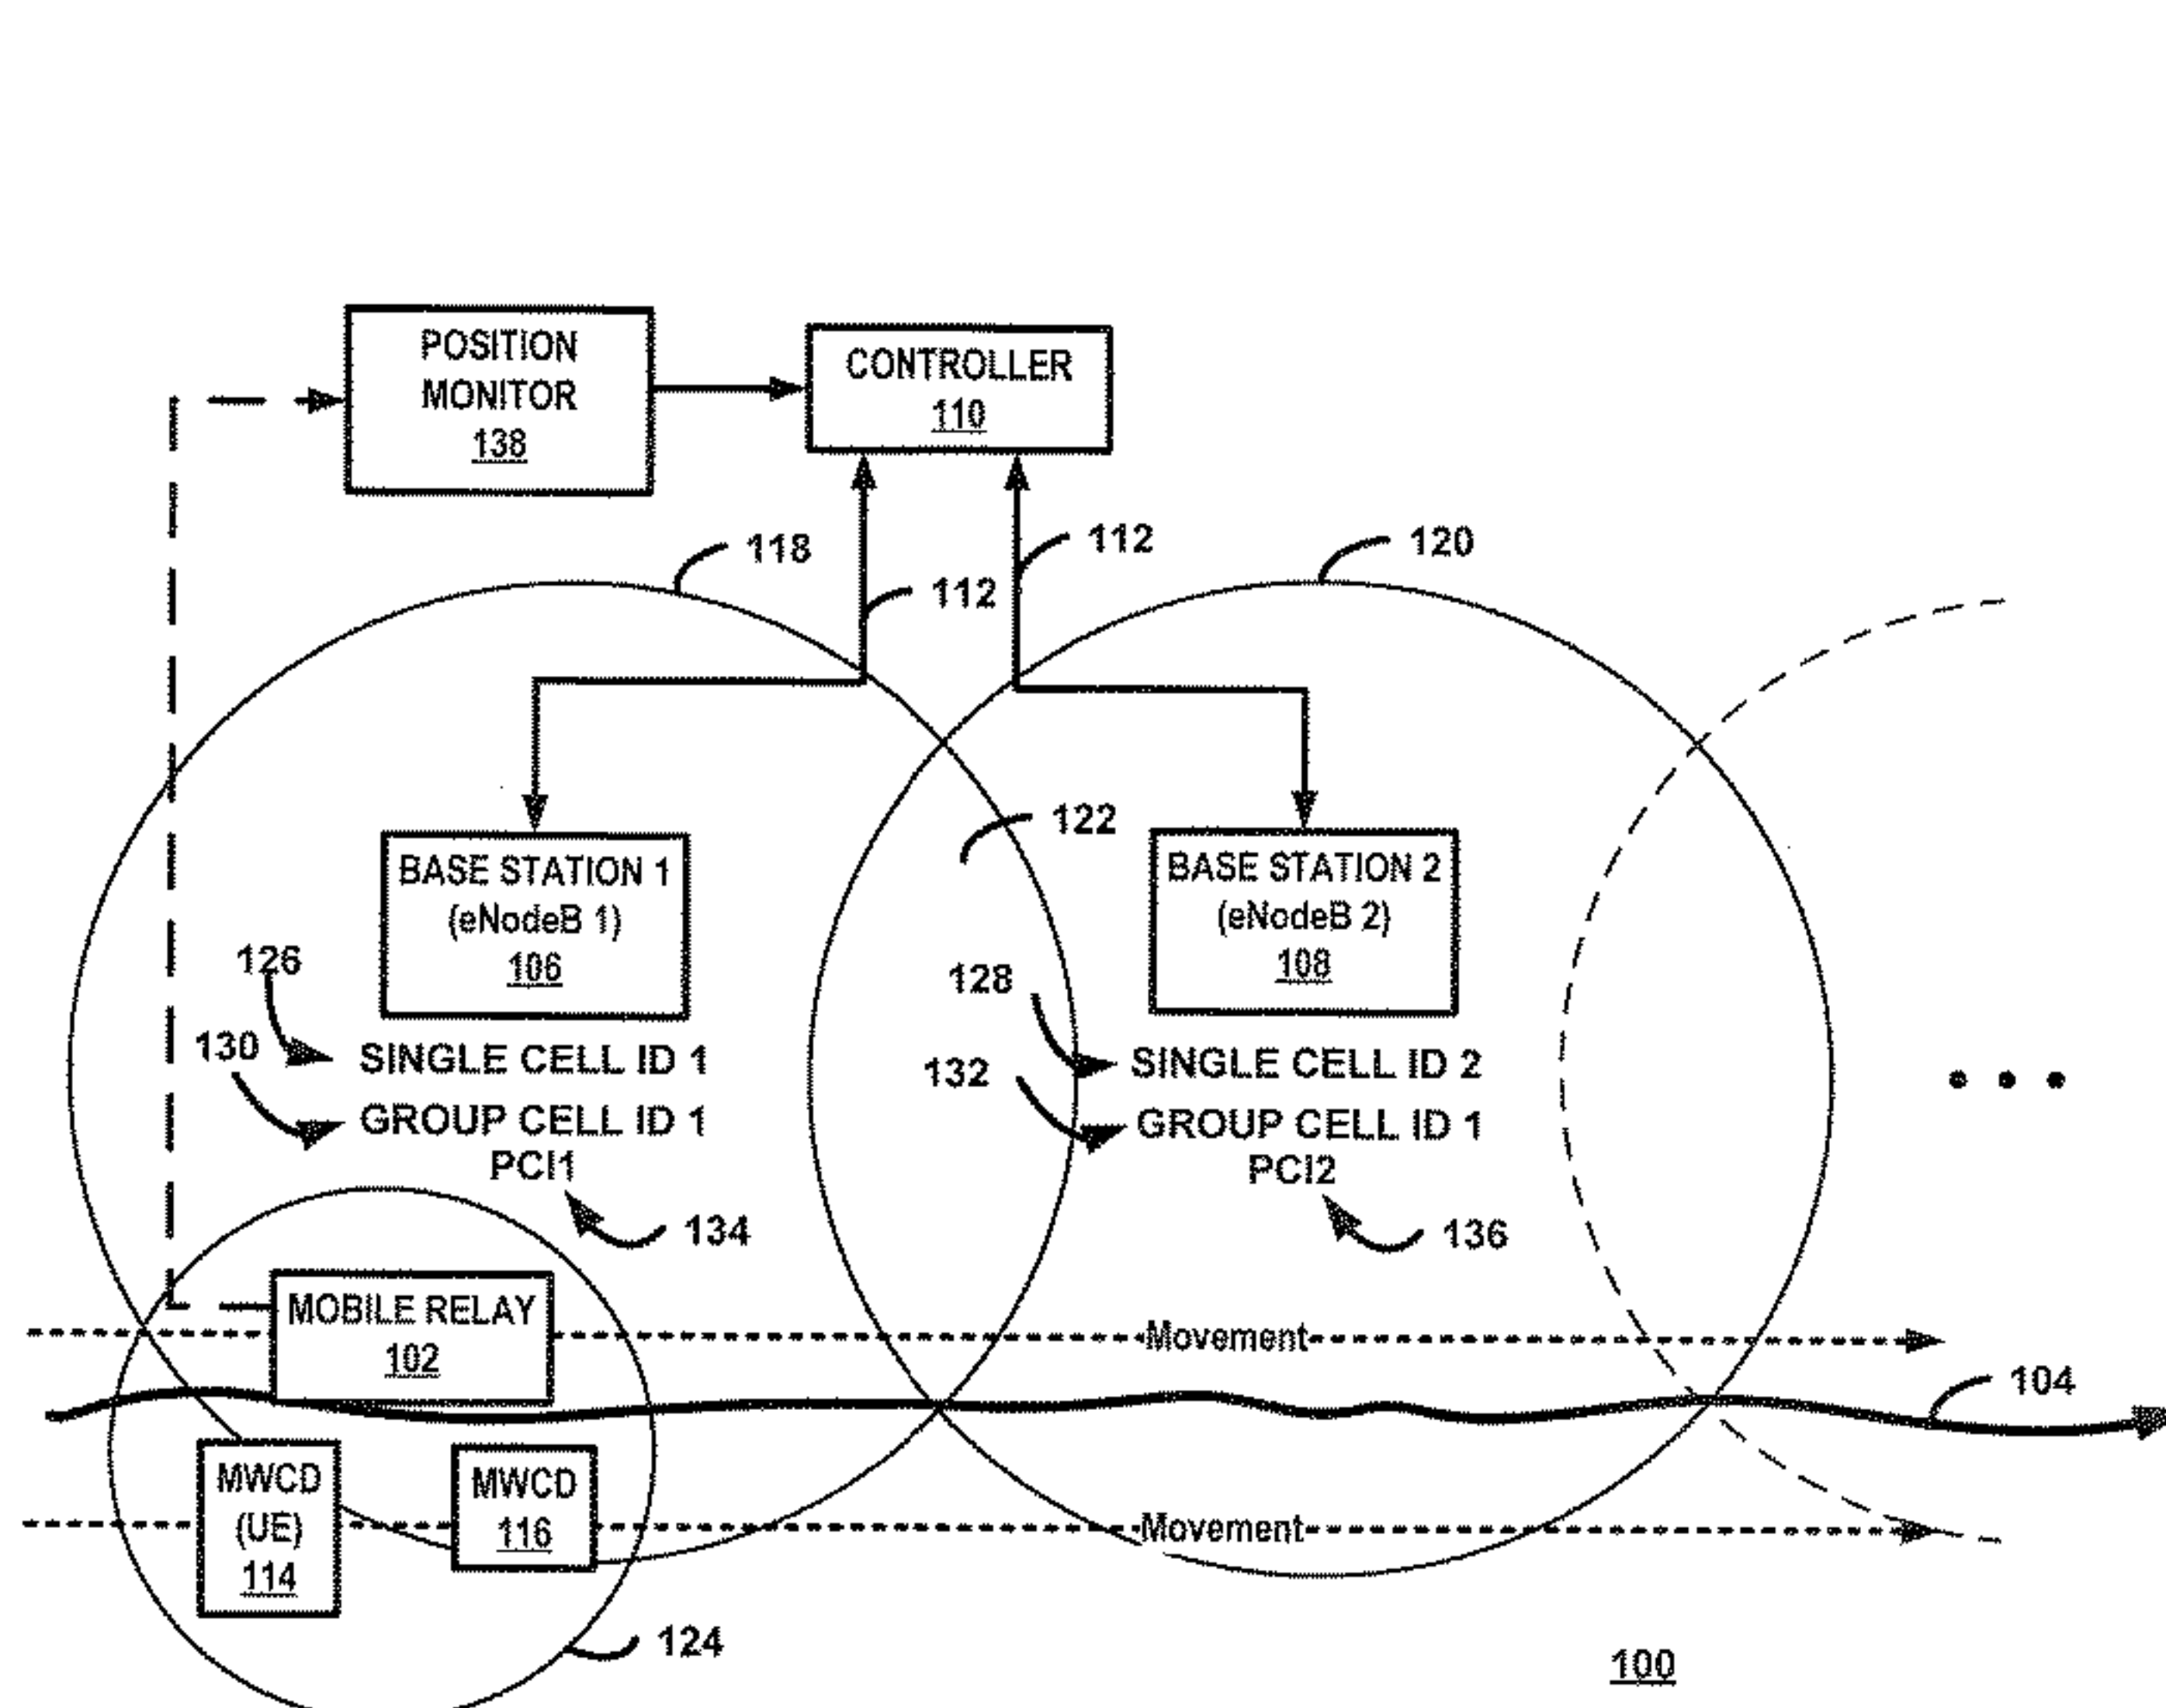 POSITION
MONITOR
138
CONTROLLER
110
118
112
112
120
BASE STATION 1
(eNodeB 1)
106
122
BASE STATION 2
(eNodeB 2)
108
126
130
SINGLE CELL ID 1
GROUP CELL ID 1
PCI1
134
128
132
SINGLE CELL ID 2
GROUP CELL ID 1
PCI2
136
MOBILE RELAY
102
Movement
104
MWCD
(UE)
114
MWCD
116
Movement
124
100